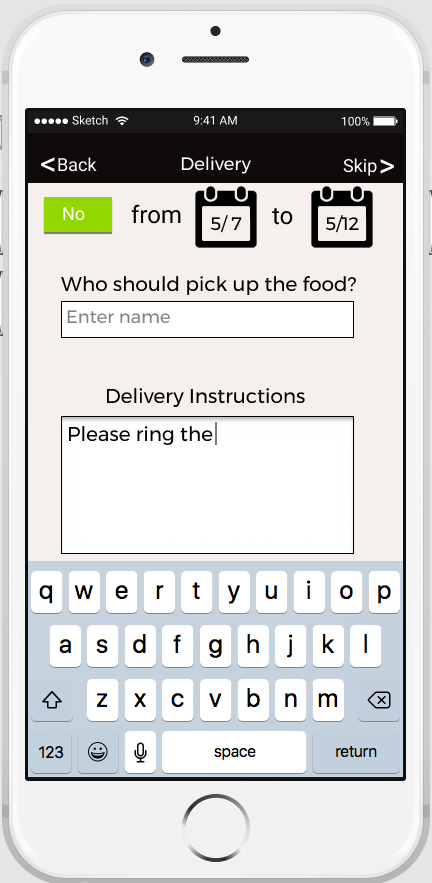 ●●●●● Sketch 9:41 AM 100%
<Back Delivery Skip>
No from 5/7 to 5/12
Who should pick up the food?
Enter name
Delivery Instructions
Please ring the
q w e r t y u i o p
a s d f g h j k l
z x c v b n m
123 space return